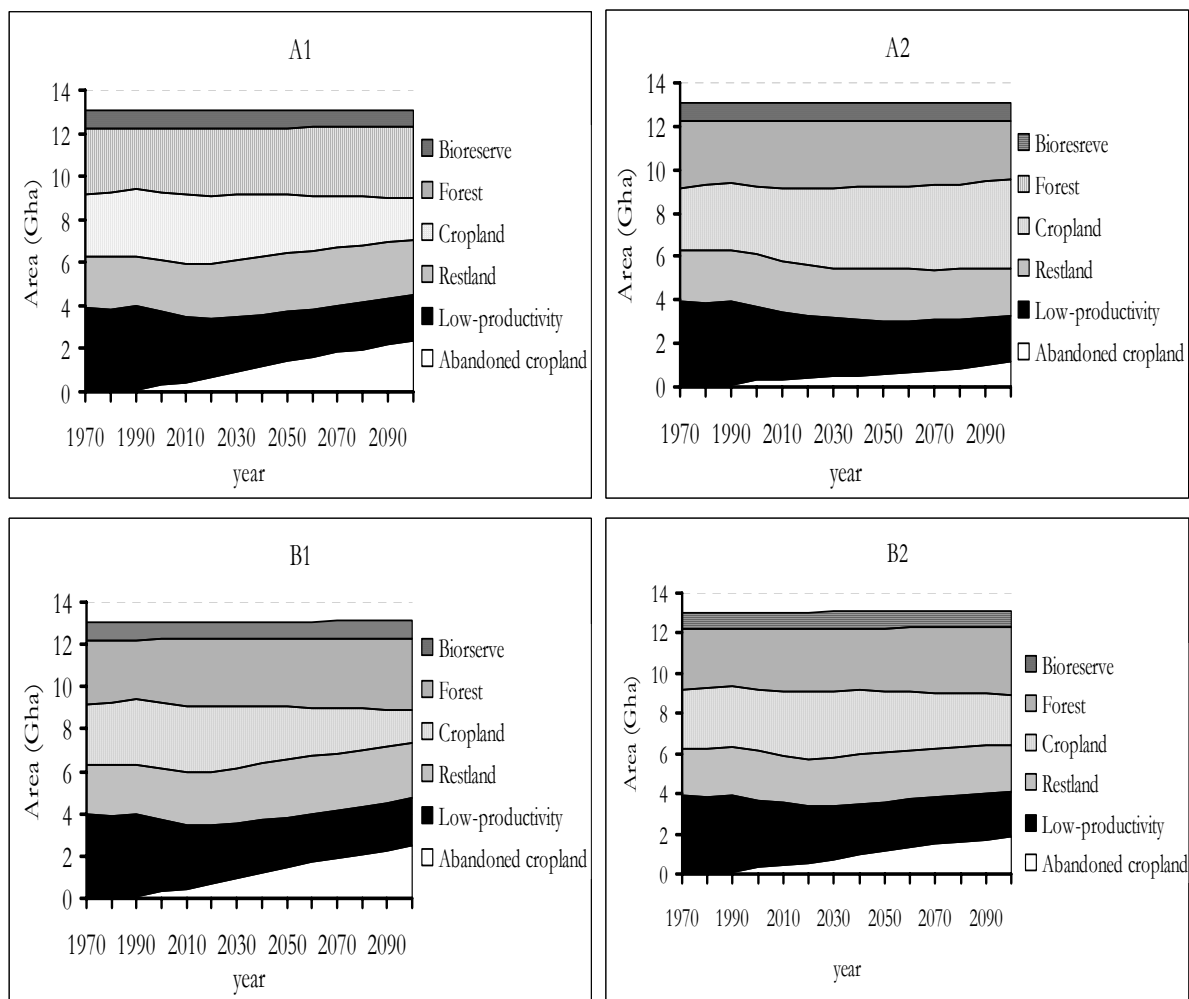 A1
14
12
10
8
6
4
2
0
Area (Gha)
1970 1990 2010 2030 2050 2070 2090
year
Bioreserve
Forest
Cropland
Restland
Low-productivity
Abandoned cropland
A2
14
12
10
8
6
4
2
0
Area (Gha)
1970 1990 2010 2030 2050 2070 2090
year
Bioresreve
Forest
Cropland
Restland
Low-productivity
Abandoned cropland
B1
14
12
10
8
6
4
2
0
Area (Gha)
1970 1990 2010 2030 2050 2070 2090
year
Biorserve
Forest
Cropland
Restland
Low-productivity
Abandoned cropland
B2
14
12
10
8
6
4
2
0
Area (Gha)
1970 1990 2010 2030 2050 2070 2090
year
Bioreserve
Forest
Cropland
Restland
Low-productivity
Abandoned cropland